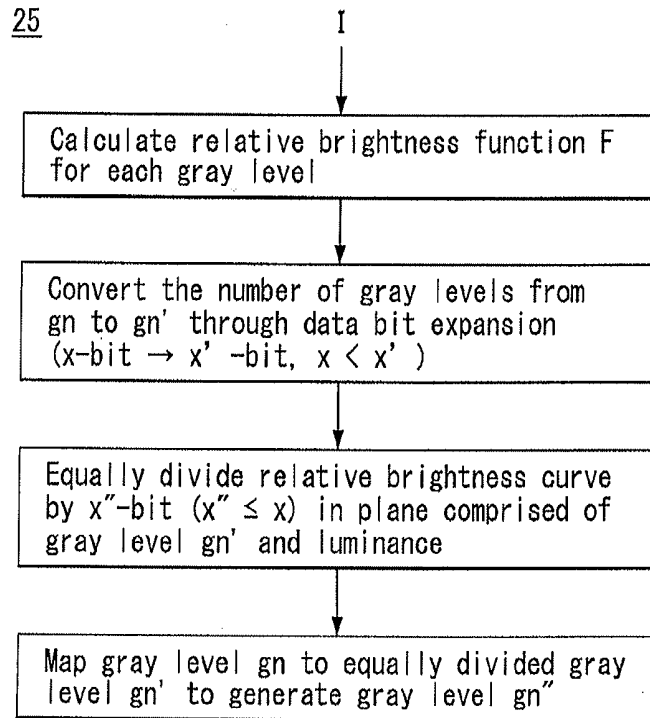 25
I
Calculate relative brightness function F
for each gray level
Convert the number of gray levels from
gn to gn' through data bit expansion
(x-bit → x' -bit, x < x' )
Equally divide relative brightness curve
by x"-bit (x" ≤ x) in plane comprised of
gray level gn' and luminance
Map gray level gn to equally divided gray
level gn' to generate gray level gn"